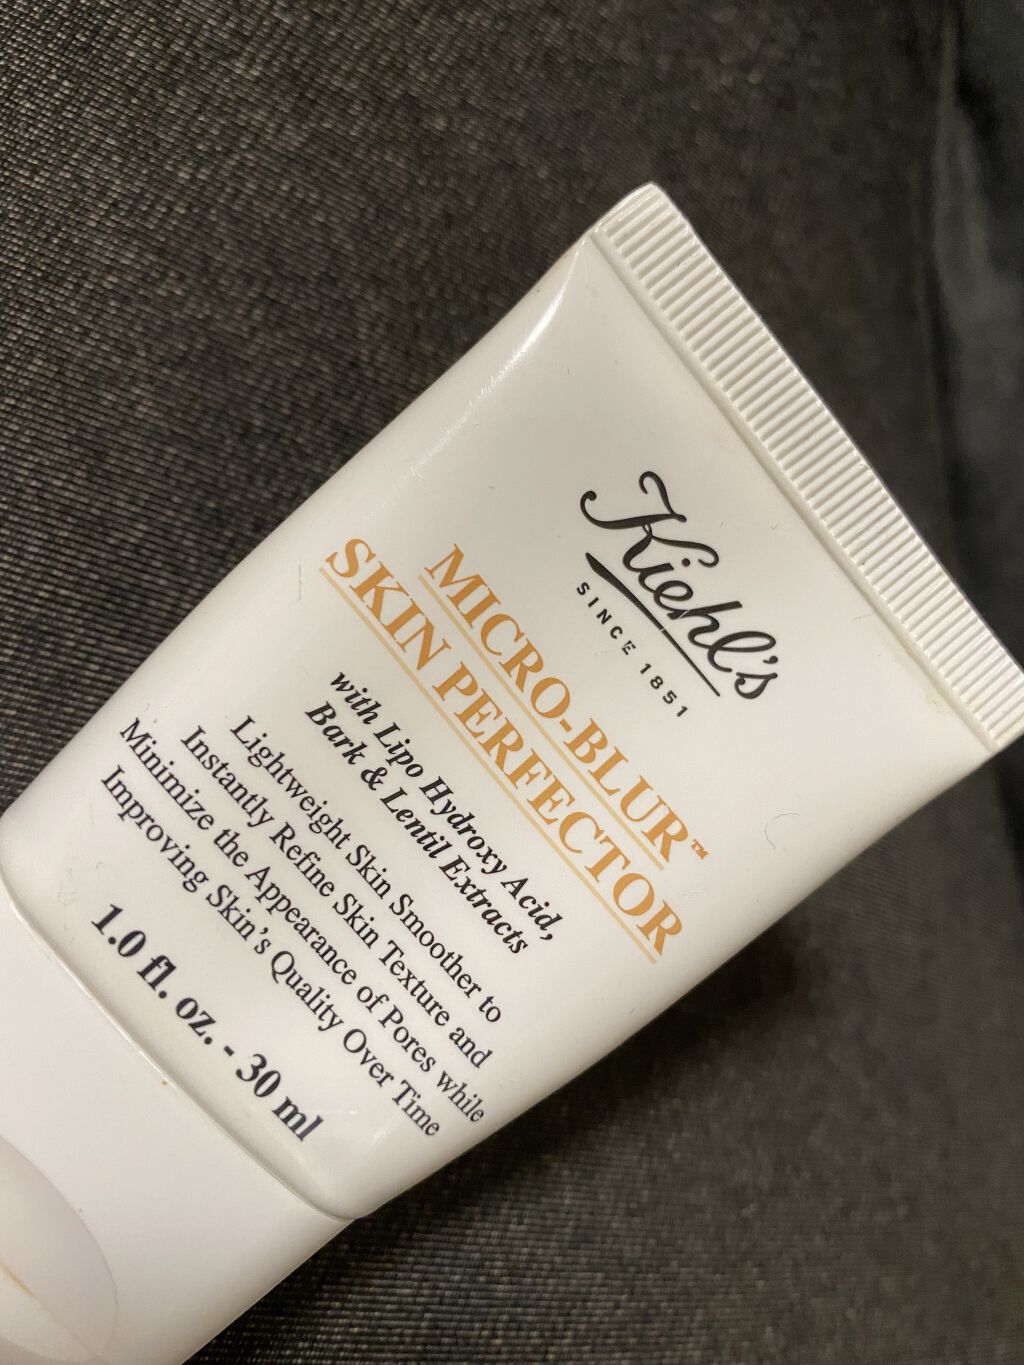 Kiehl's
SINCE 1851
MICRO-BLUR™
SKIN PERFECTOR
with Lipo Hydroxy Acid,
Bark & Lentil Extracts
Lightweight Skin Smoother to
Instantly Refine Skin Texture and
Minimize the Appearance of Pores while
Improving Skin's Quality Over Time
1.0 fl. oz. - 30 ml